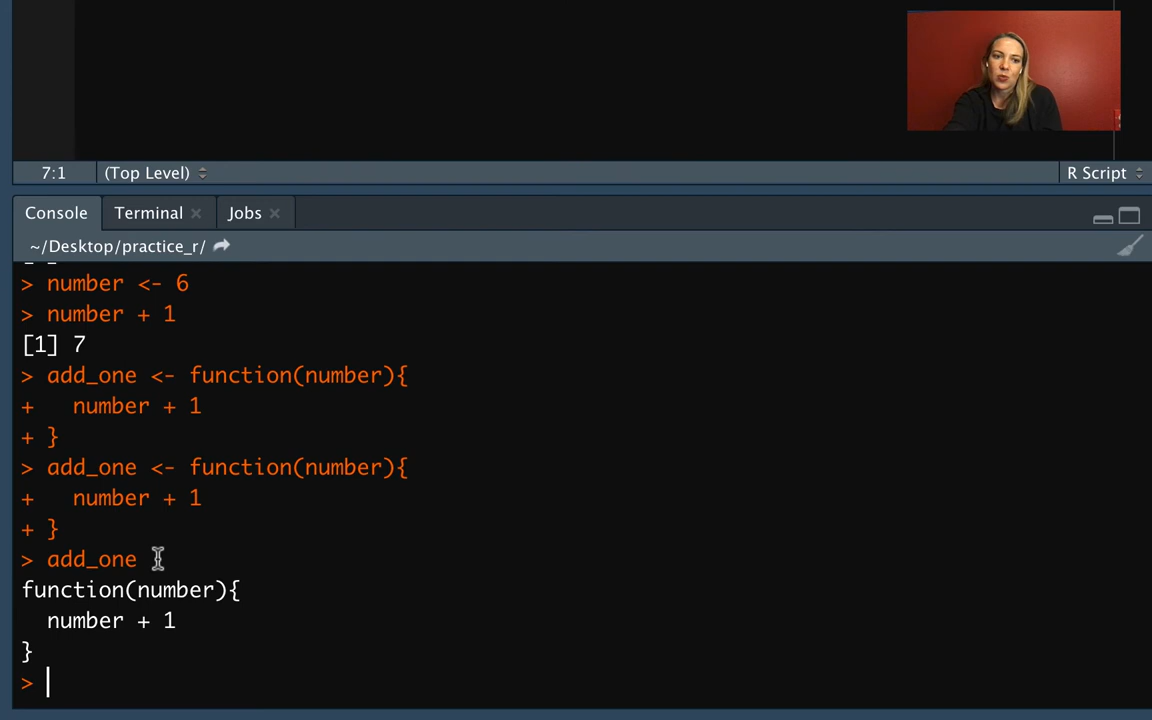 7:1 (Top Level) R Script
Console Terminal Jobs
~/Desktop/practice_r/
> number <- 6
> number + 1
[1] 7
> add_one <- function(number){
+   number + 1
+ }
> add_one <- function(number){
+   number + 1
+ }
> add_one
function(number){
  number + 1
}
>